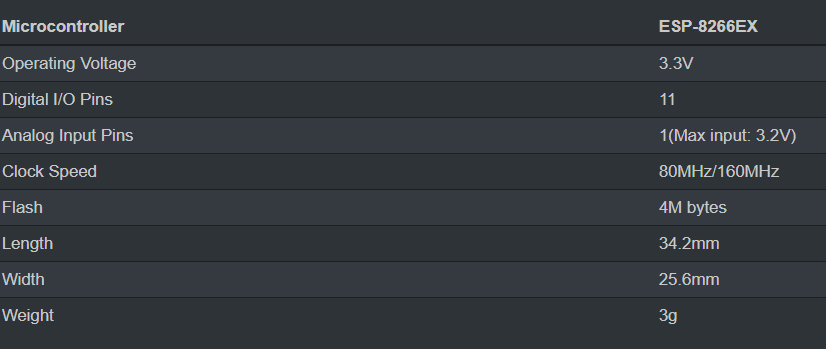 Microcontroller ESP-8266EX
Operating Voltage 3.3V
Digital I/O Pins 11
Analog Input Pins 1(Max input: 3.2V)
Clock Speed 80MHz/160MHz
Flash 4M bytes
Length 34.2mm
Width 25.6mm
Weight 3g